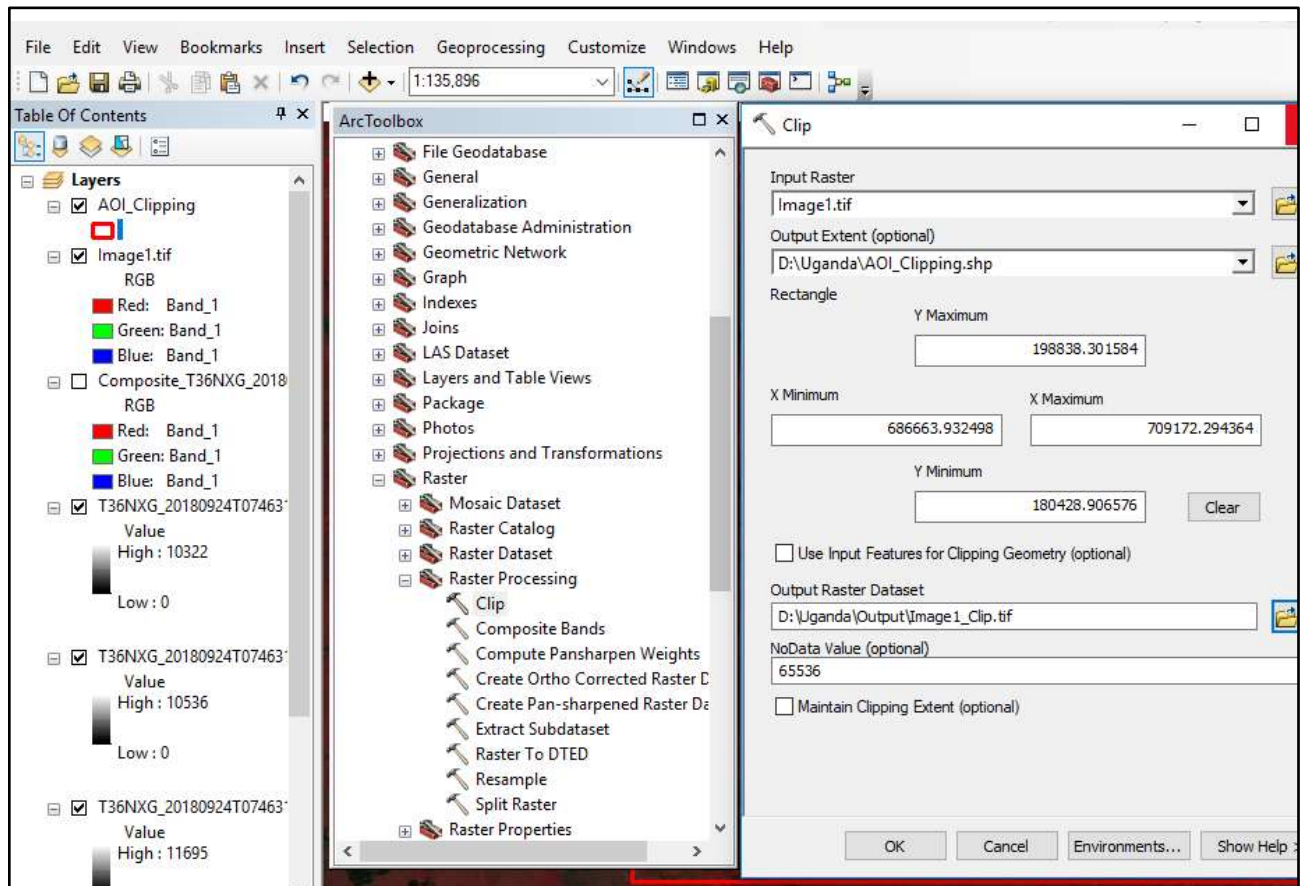 File Edit View Bookmarks Insert Selection Geoprocessing Customize Windows Help
1:135,896
Table Of Contents
Layers
AOI_Clipping
Image1.tif
RGB
Red: Band_1
Green: Band_1
Blue: Band_1
Composite_T36NXG_2018
RGB
Red: Band_1
Green: Band_1
Blue: Band_1
T36NXG_20180924T07463
Value
High : 10322
Low : 0
T36NXG_20180924T07463
Value
High : 10536
Low : 0
T36NXG_20180924T07463
Value
High : 11695
ArcToolbox
File Geodatabase
General
Generalization
Geodatabase Administration
Geometric Network
Graph
Indexes
Joins
LAS Dataset
Layers and Table Views
Package
Photos
Projections and Transformations
Raster
Mosaic Dataset
Raster Catalog
Raster Dataset
Raster Processing
Clip
Composite Bands
Compute Pansharpen Weights
Create Ortho Corrected Raster D
Create Pan-sharpened Raster Da
Extract Subdataset
Raster To DTED
Resample
Split Raster
Raster Properties
Clip
Input Raster
Image1.tif
Output Extent (optional)
D:\Uganda\AOI_Clipping.shp
Rectangle
Y Maximum
198838.301584
X Minimum X Maximum
686663.932498 709172.294364
Y Minimum
180428.906576 Clear
Use Input Features for Clipping Geometry (optional)
Output Raster Dataset
D:\Uganda\Output\Image1_Clip.tif
NoData Value (optional)
65536
Maintain Clipping Extent (optional)
OK Cancel Environments... Show Help >